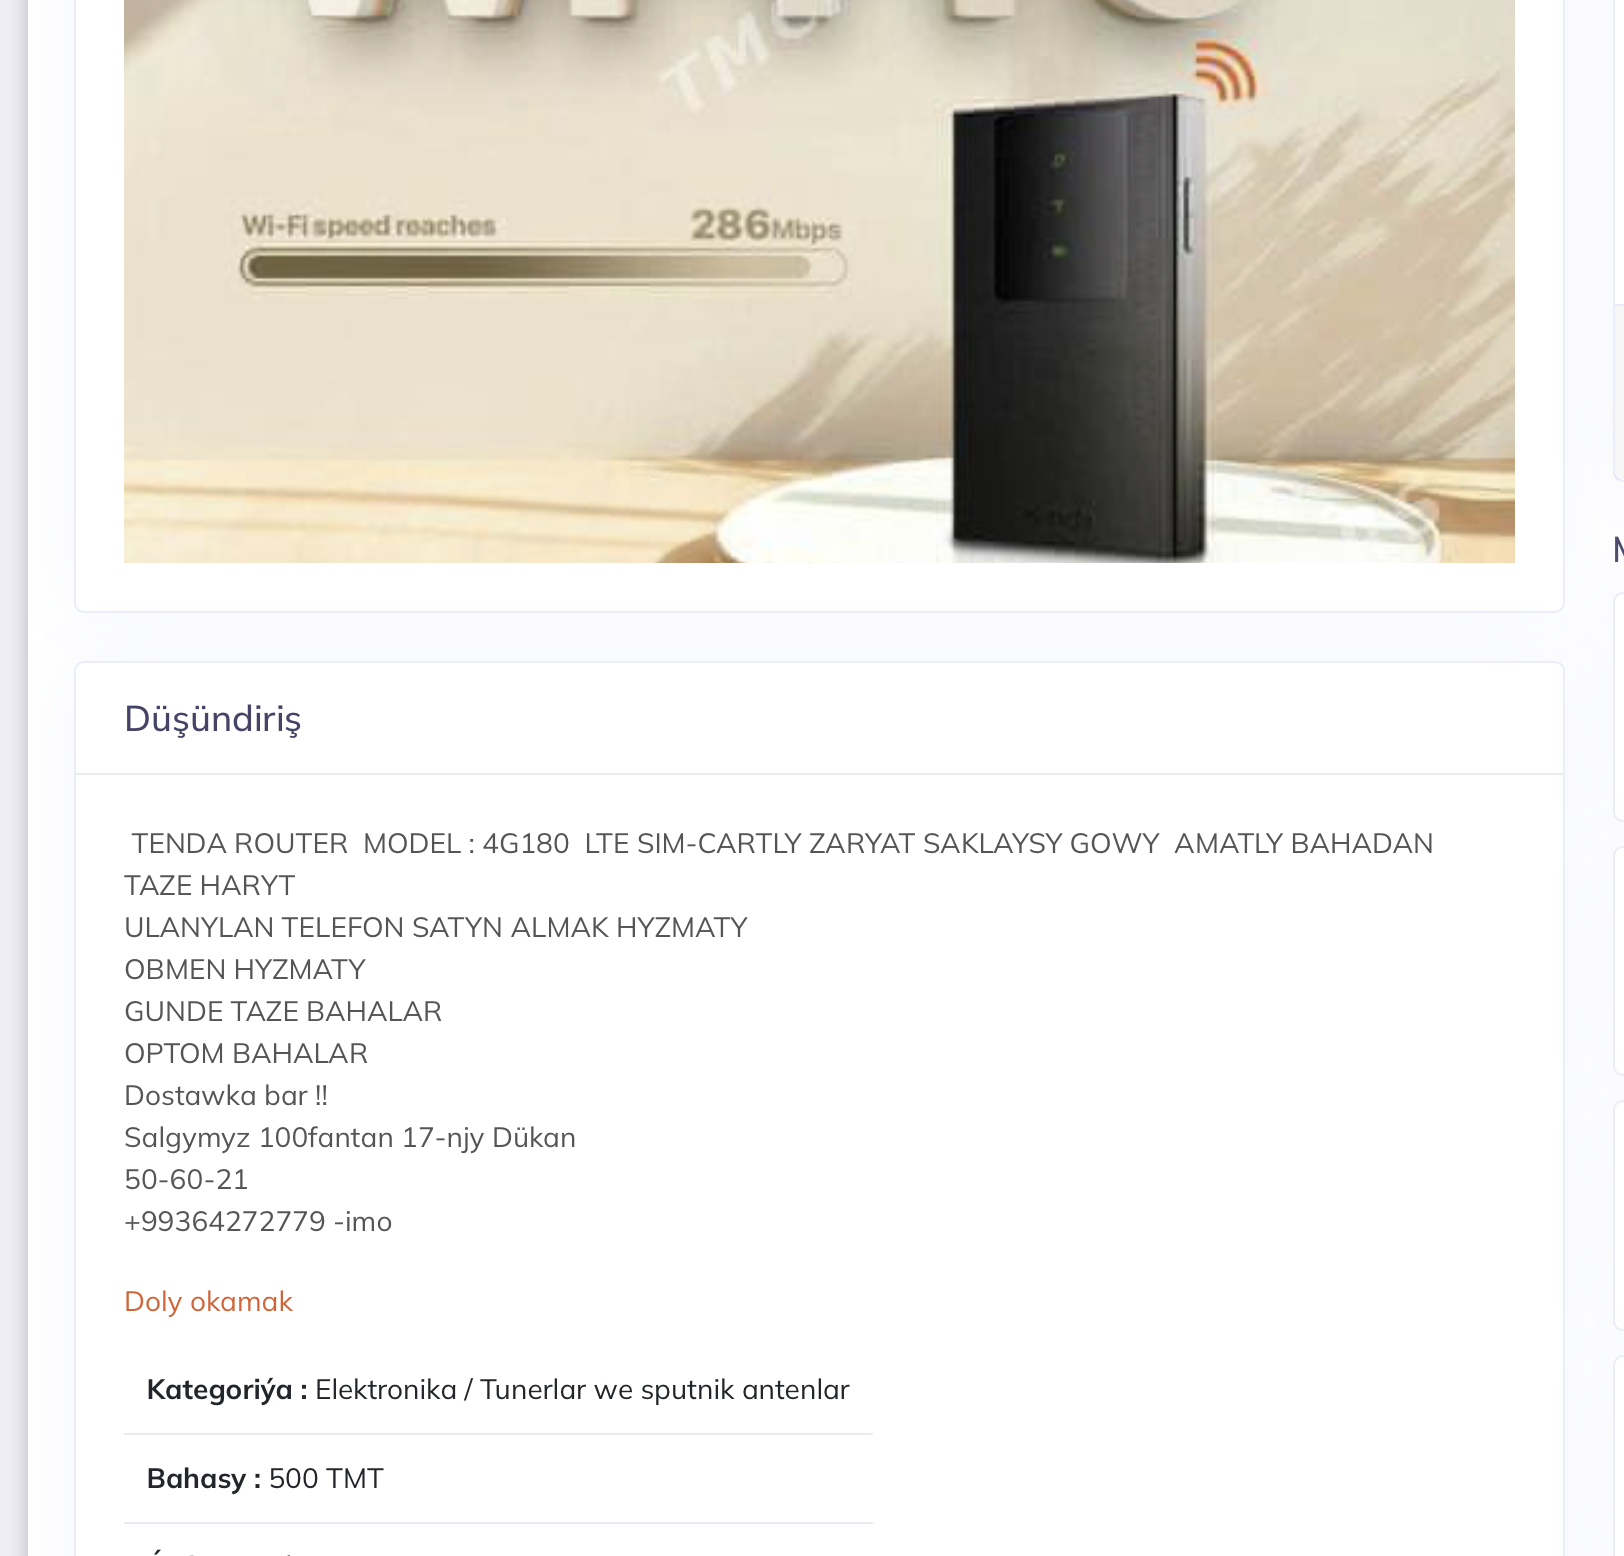 TMC
Wi-Fi speed reaches 286Mbps
Düşündiriş
TENDA ROUTER MODEL : 4G180 LTE SIM-CARTLY ZARYAT SAKLAYSY GOWY AMATLY BAHADAN
TAZE HARYT
ULANYLAN TELEFON SATYN ALMAK HYZMATY
OBMEN HYZMATY
GUNDE TAZE BAHALAR
OPTOM BAHALAR
Dostawka bar !!
Salgymyz 100fantan 17-njy Dükan
50-60-21
+99364272779 -imo
Doly okamak
Kategoriýa : Elektronika / Tunerlar we sputnik antenlar
Bahasy : 500 TMT